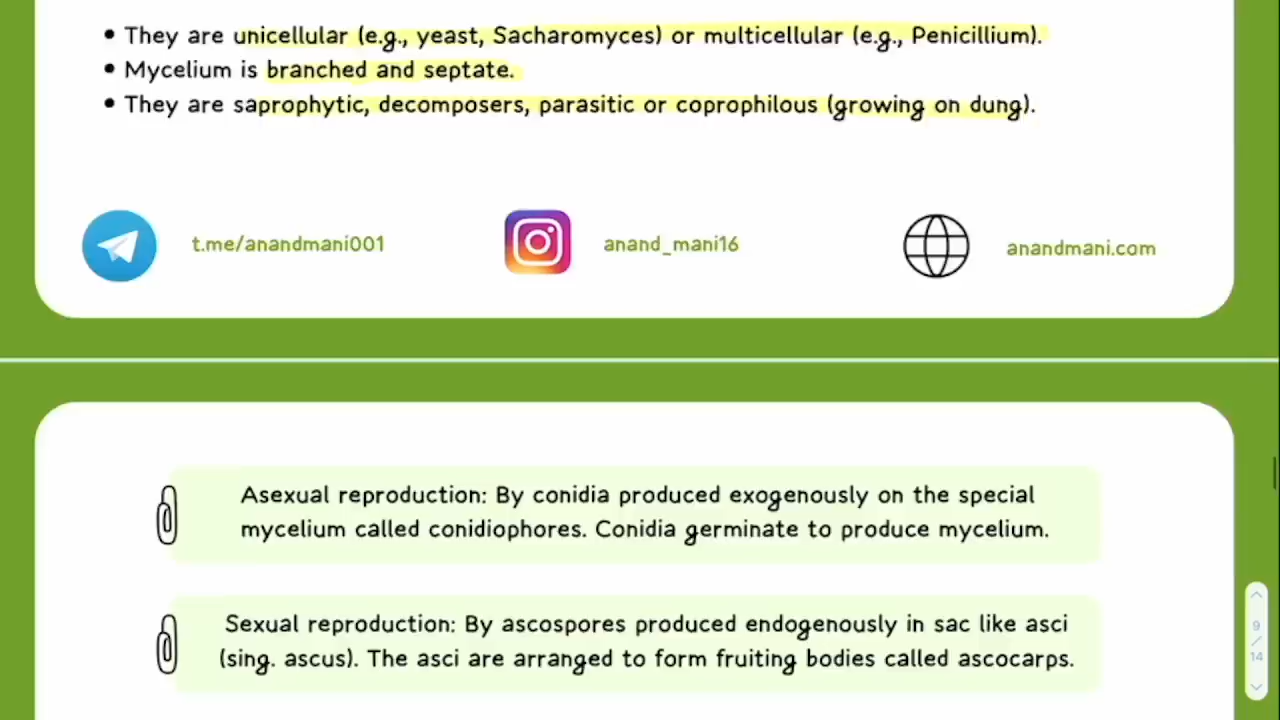 • They are unicellular (e.g., yeast, Sacharomyces) or multicellular (e.g., Penicillium).
• Mycelium is branched and septate.
• They are saprophytic, decomposers, parasitic or coprophilous (growing on dung).
t.me/anandmani001
anand_mani16
anandmani.com
Asexual reproduction: By conidia produced exogenously on the special
mycelium called conidiophores. Conidia germinate to produce mycelium.
Sexual reproduction: By ascospores produced endogenously in sac like asci
(sing. ascus). The asci are arranged to form fruiting bodies called ascocarps.
9
/
14